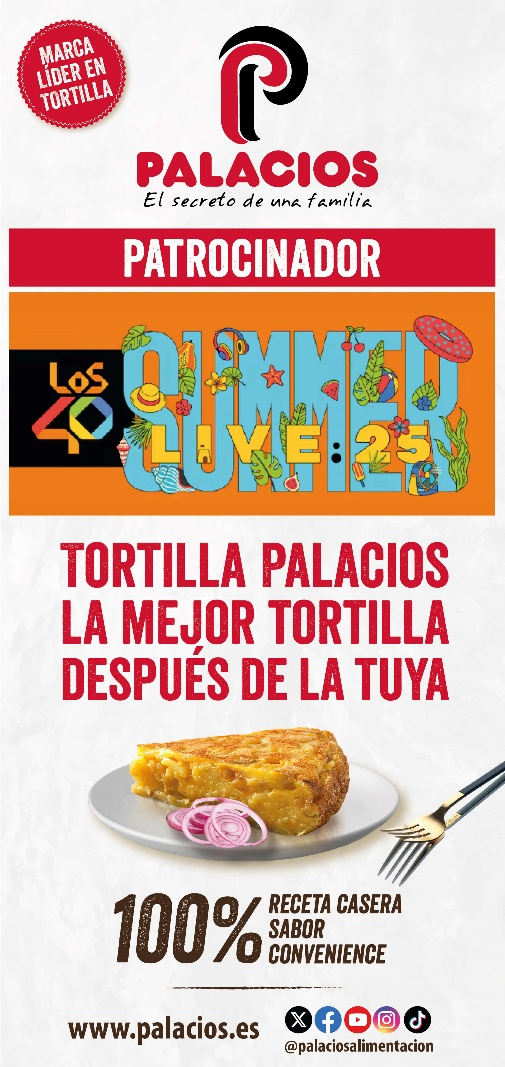 MARCA
LÍDER EN
TORTILLA
PALACIOS
El secreto de una familia
PATROCINADOR
LOS
40
SUMMER
LIVE:25
SUMMER
TORTILLA PALACIOS
LA MEJOR TORTILLA
DESPUÉS DE LA TUYA
100%
RECETA CASERA
SABOR
CONVENIENCE
www.palacios.es
@palaciosalimentacion